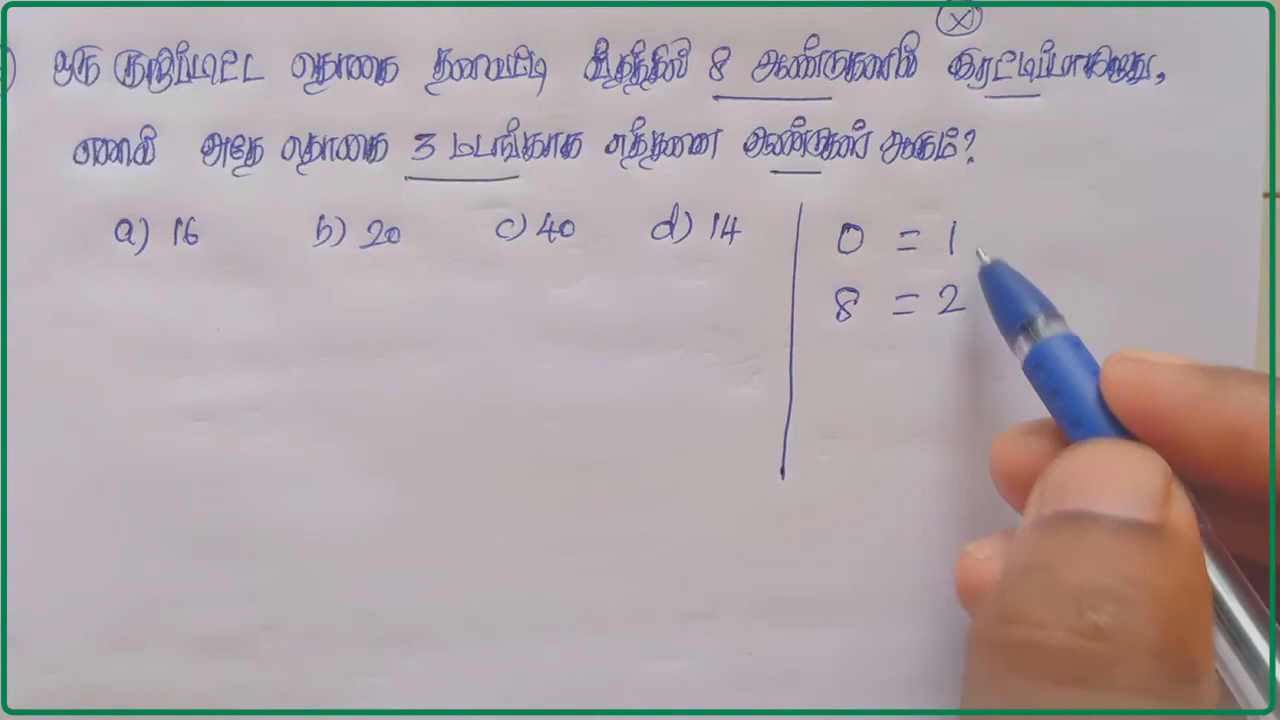 ஒரு குறிப்பிட்ட தொகை தனிவட்டி வீதத்தில் 8 ஆண்டுகளில் இரட்டிப்பாகிறது,
எனில் அதே தொகை 3 மடங்காக எத்தனை ஆண்டுகள் ஆகும்?
a) 16 b) 20 c) 40 d) 14
0 = 1
8 = 2